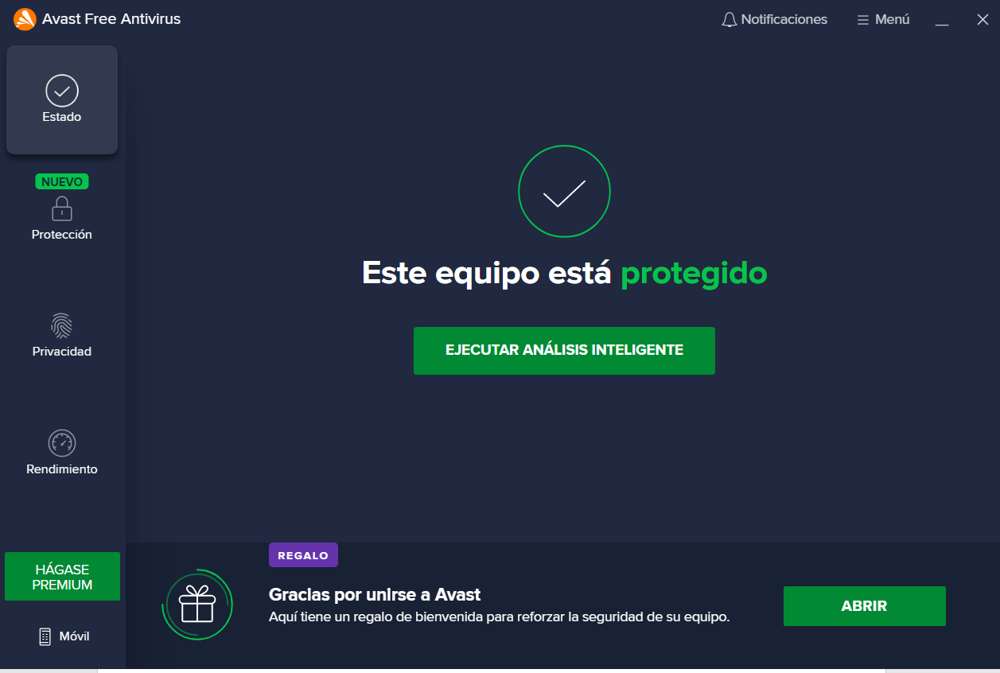 Avast Free Antivirus
Notificaciones
Menú
Estado
NUEVO
Protección
Privacidad
Rendimiento
HÁGASE
PREMIUM
Móvil
Este equipo está protegido
EJECUTAR ANÁLISIS INTELIGENTE
REGALO
Gracias por unirse a Avast
Aquí tiene un regalo de bienvenida para reforzar la seguridad de su equipo.
ABRIR